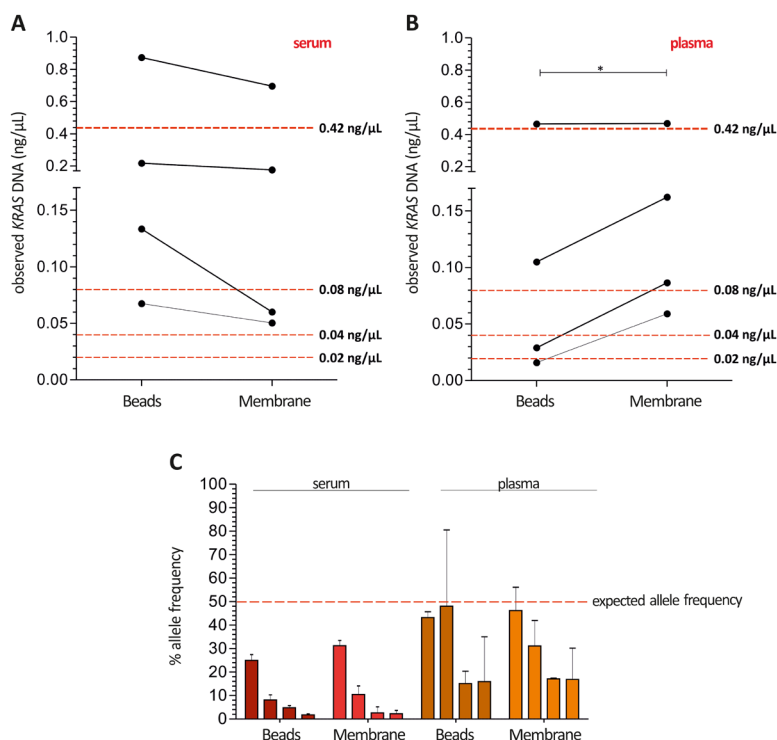 A
serum
observed KRAS DNA (ng/μL)
1.0
0.8
0.6
0.4
0.2
0.15
0.10
0.05
0.00
0.42 ng/μL
0.08 ng/μL
0.04 ng/μL
0.02 ng/μL
Beads
Membrane
B
plasma
*
observed KRAS DNA (ng/μL)
1.0
0.8
0.6
0.4
0.2
0.15
0.10
0.05
0.00
0.42 ng/μL
0.08 ng/μL
0.04 ng/μL
0.02 ng/μL
Beads
Membrane
C
serum
plasma
% allele frequency
100
90
80
70
60
50
40
30
20
10
0
expected allele frequency
Beads
Membrane
Beads
Membrane